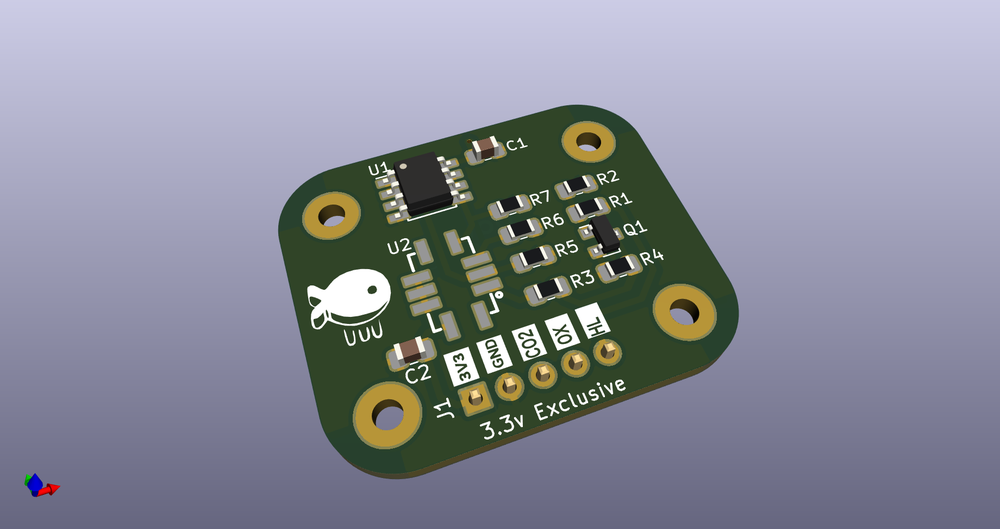 C1
U1
R2
R7
R1
R6
Q1
U2
R5
R4
R3
UUU
HL
OX
CO2
GND
3V3
C2
J1
3.3v Exclusive